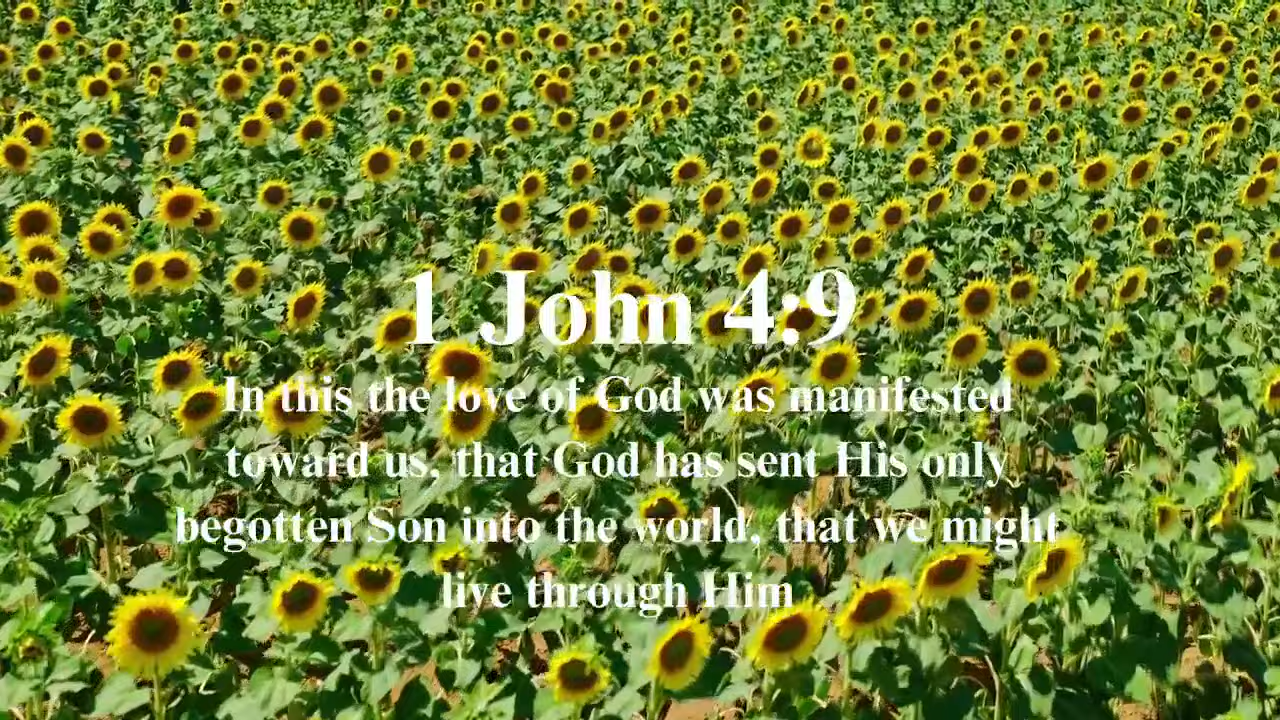 1 John 4:9
In this the love of God was manifested
toward us, that God has sent His only
begotten Son into the world, that we might
live through Him